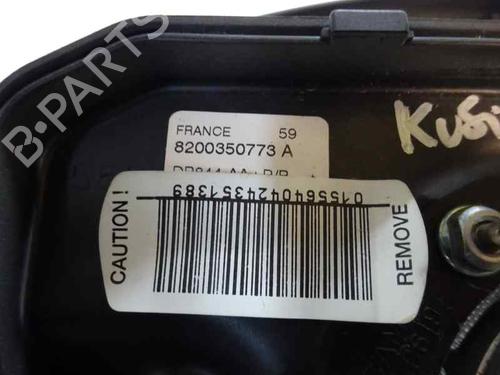 B-PARTS
FRANCE 59
8200350773 A
CAUTION !
0155640424351389
REMOVE